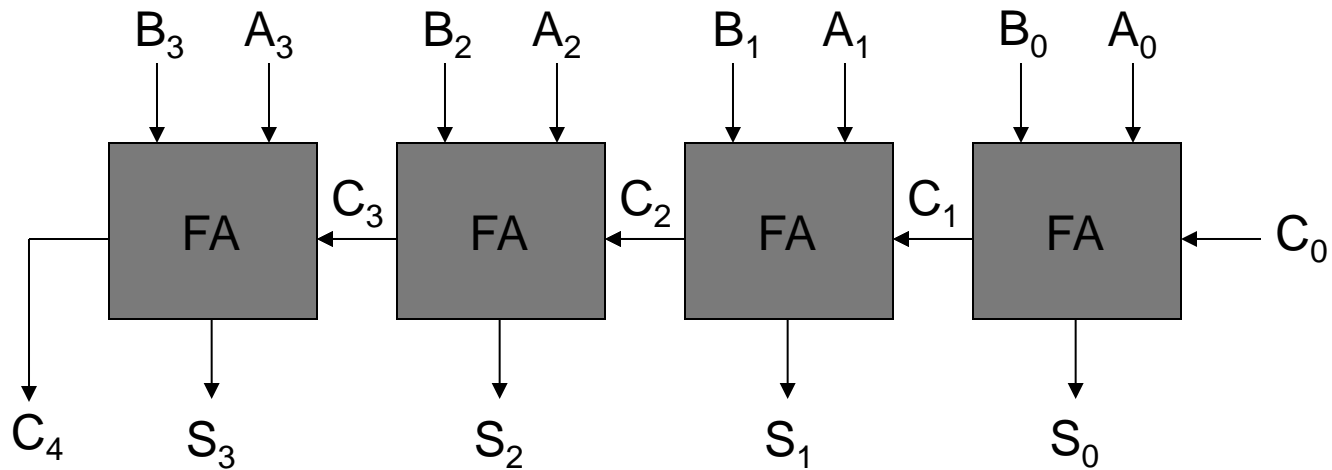 B₃ A₃ B₂ A₂ B₁ A₁ B₀ A₀
FA C₃ FA C₂ FA C₁ FA C₀
C₄ S₃ S₂ S₁ S₀